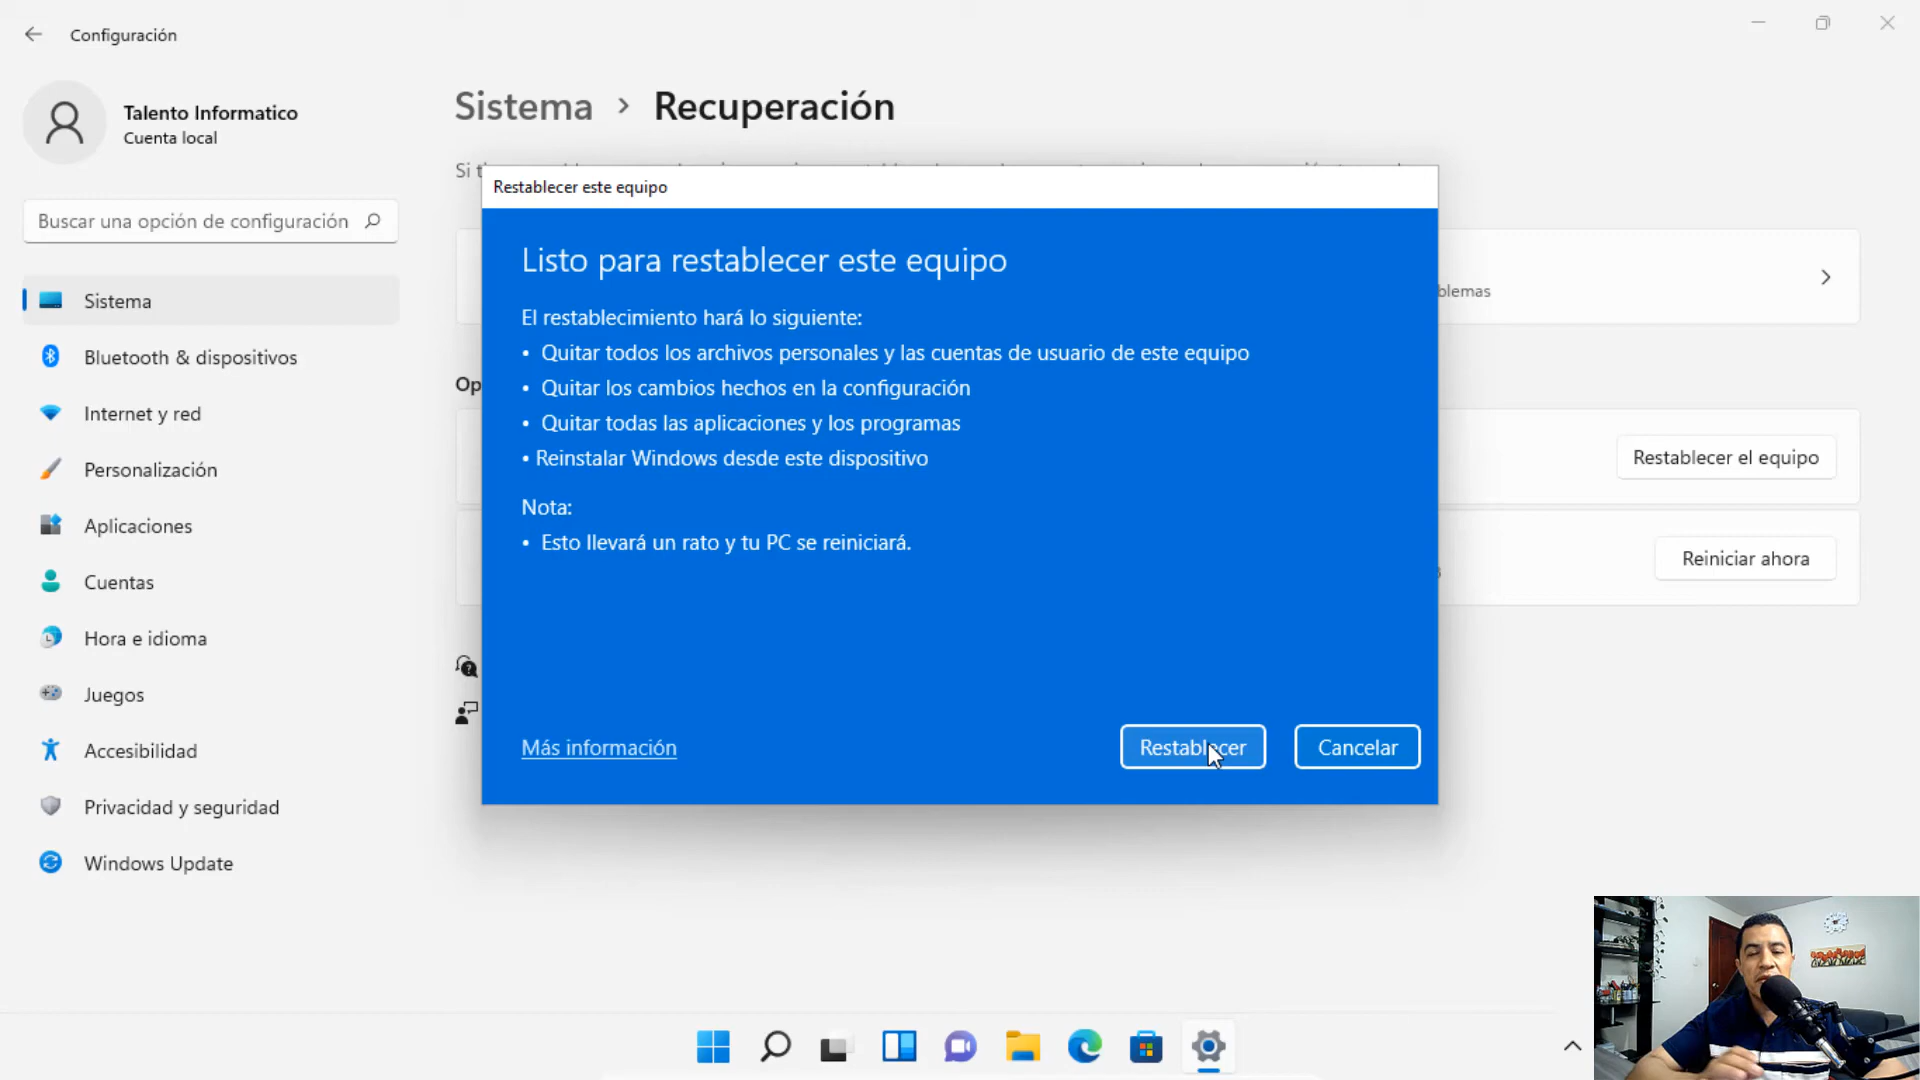 Configuración
Talento Informatico
Cuenta local
Buscar una opción de configuración
Sistema
Bluetooth & dispositivos
Internet y red
Personalización
Aplicaciones
Cuentas
Hora e idioma
Juegos
Accesibilidad
Privacidad y seguridad
Windows Update
Sistema > Recuperación
Si
Restablecer este equipo
Listo para restablecer este equipo
El restablecimiento hará lo siguiente:
• Quitar todos los archivos personales y las cuentas de usuario de este equipo
• Quitar los cambios hechos en la configuración
• Quitar todas las aplicaciones y los programas
• Reinstalar Windows desde este dispositivo
Nota:
• Esto llevará un rato y tu PC se reiniciará.
Más información
Restablecer
Cancelar
blemas
Op
Restablecer el equipo
Reiniciar ahora